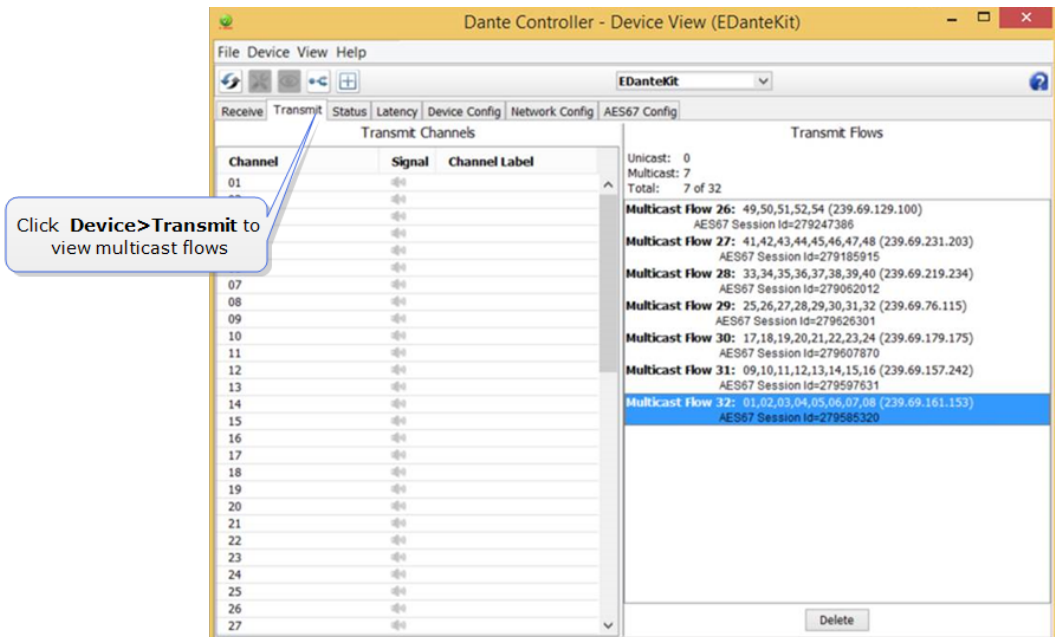 Dante Controller - Device View (EDanteKit)
File Device View Help
EDanteKit
Receive Transmit Status Latency Device Config Network Config AES67 Config
Transmit Channels
Channel Signal Channel Label
01
07
08
09
10
11
12
13
14
15
16
17
18
19
20
21
22
23
24
25
26
27
Click Device>Transmit to
view multicast flows
Transmit Flows
Unicast: 0
Multicast: 7
Total: 7 of 32
Multicast Flow 26: 49,50,51,52,54 (239.69.129.100)
AES67 Session Id=279247386
Multicast Flow 27: 41,42,43,44,45,46,47,48 (239.69.231.203)
AES67 Session Id=279185915
Multicast Flow 28: 33,34,35,36,37,38,39,40 (239.69.219.234)
AES67 Session Id=279062012
Multicast Flow 29: 25,26,27,28,29,30,31,32 (239.69.76.115)
AES67 Session Id=279626301
Multicast Flow 30: 17,18,19,20,21,22,23,24 (239.69.179.175)
AES67 Session Id=279607870
Multicast Flow 31: 09,10,11,12,13,14,15,16 (239.69.157.242)
AES67 Session Id=279597631
Multicast Flow 32: 01,02,03,04,05,06,07,08 (239.69.161.153)
AES67 Session Id=279585320
Delete